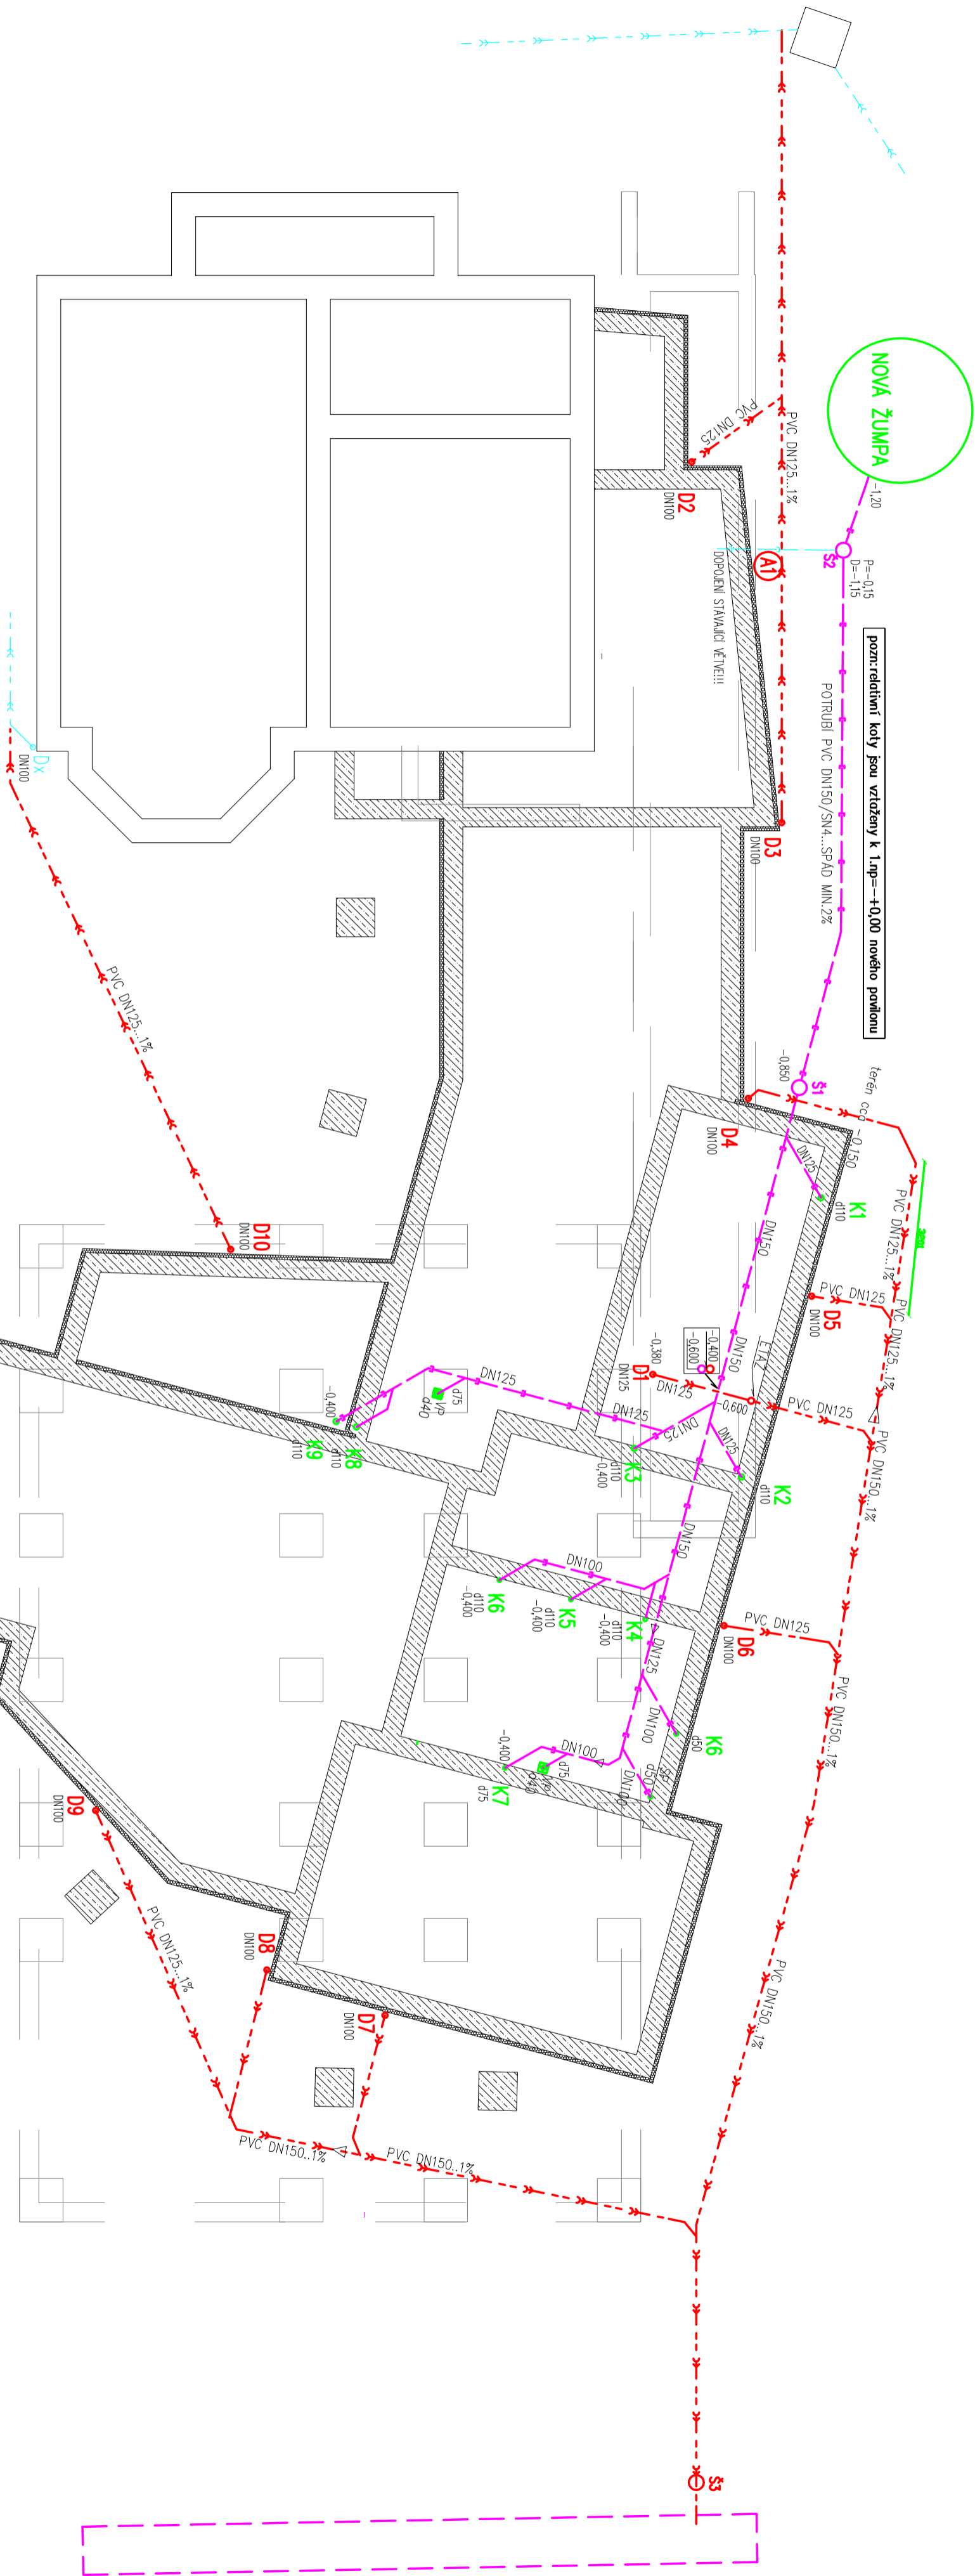 NOVÁ ŽUMPA
-1,20
Š2
P=-0,15
D=-1,15
pozn:relativní koty jsou vztaženy k 1.np=-+0,00 nového pavilonu
POTRUBÍ PVC DN150/SN4...SPÁD MIN.2%
PVC DN125...1%
PVC DN125
D2
DN100
A1
DOPOJENÍ STÁVAJÍCÍ VĚTVE!!!
D3
DN100
Dx
DN100
PVC DN125...1%
Š1
-0,850
terén cca -0,150
D4
DN100
DN125
K1
d110
PVC DN125...1%
PVC DN125...1%
PVC DN125
D5
DN100
DN150
DN150
-0,400
-0,600
-0,380
D1
DN125
DN125
-0,600
PVC DN125
PVC DN150...1%
D10
DN100
DN125
DN125
DN125
d75
d40
-0,400
K9
d110
K8
d110
K3
d110
-0,400
DN125
K2
d110
DN150
DN100
K6
d110
-0,400
K5
d110
-0,400
K4
d110
-0,400
DN125
D6
DN100
PVC DN125
PVC DN150...1%
DN100
K6
d50
DN100
d75
d40
-0,400
K7
d75
DN100
d50
D9
DN100
PVC DN125...1%
D8
DN100
D7
DN100
PVC DN150...1%
PVC DN150..1%
PVC DN150..1%
Š3